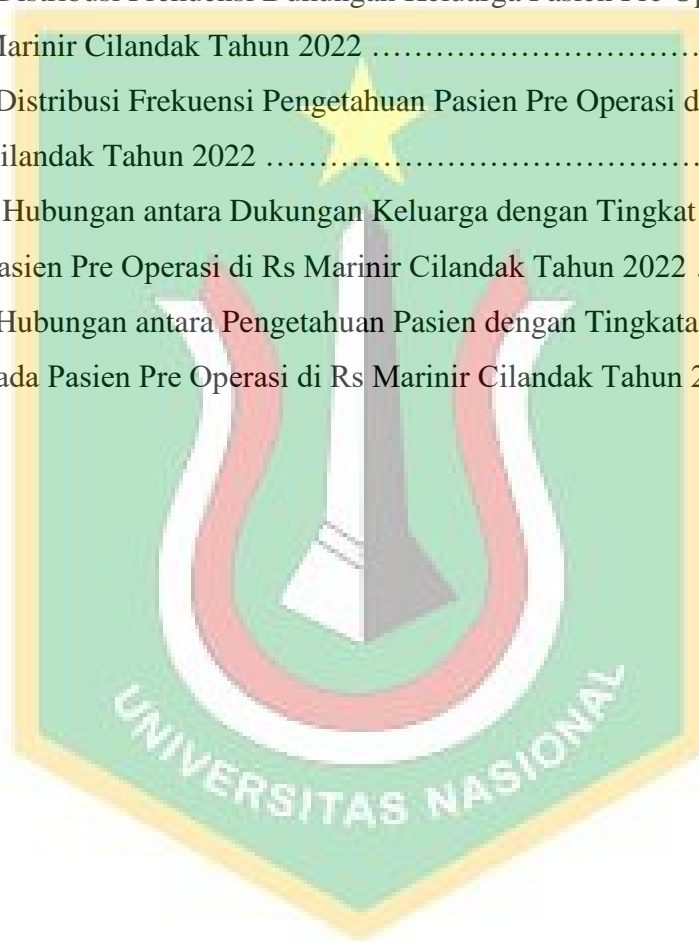 Distribusi Frekuensi Dukungan Keluarga Pasien Pre Op
Marinir Cilandak Tahun 2022 ……………………………
Distribusi Frekuensi Pengetahuan Pasien Pre Operasi d
ilandak Tahun 2022 ……………………………………
Hubungan antara Dukungan Keluarga dengan Tingkat
asien Pre Operasi di Rs Marinir Cilandak Tahun 2022 .
Hubungan antara Pengetahuan Pasien dengan Tingkata
ada Pasien Pre Operasi di Rs Marinir Cilandak Tahun 2
UNIVERSITAS NASIONAL